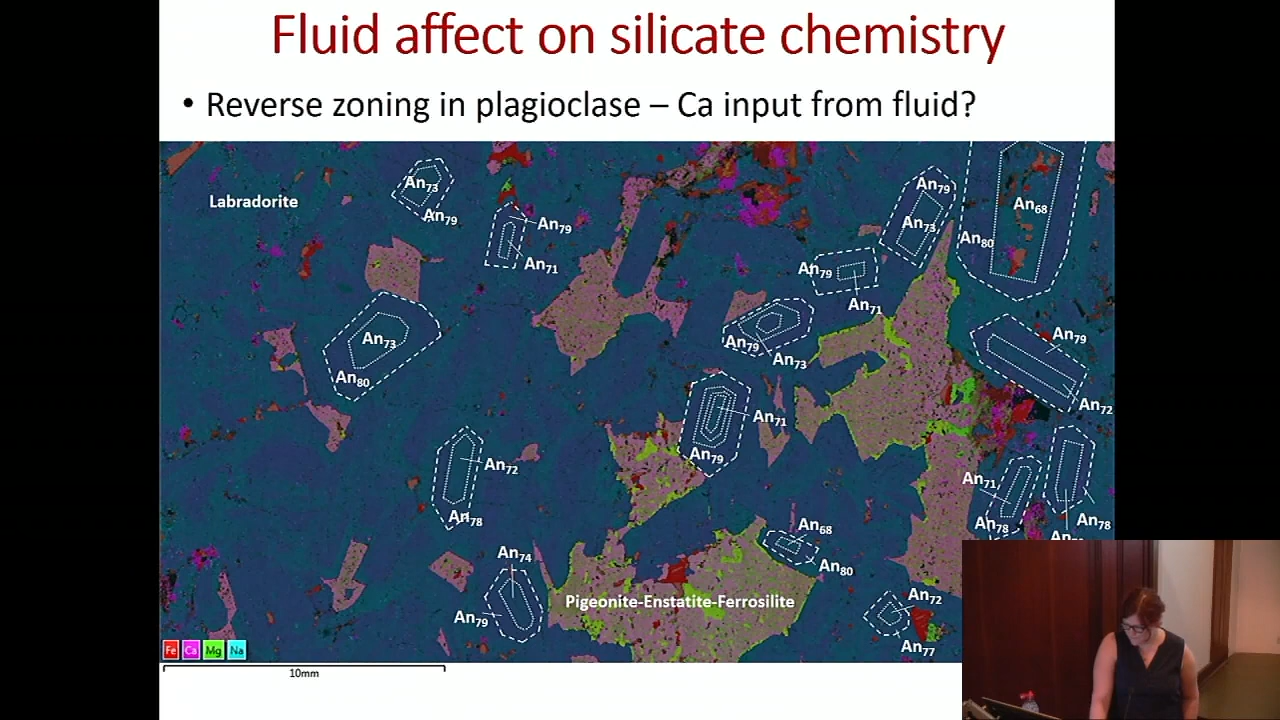 Fluid affect on silicate chemistry
• Reverse zoning in plagioclase – Ca input from fluid?
Labradorite
An73
An79
An79
An71
An79
An73
An68
An80
An79
An71
An73
An80
An79
An73
An79
An72
An71
An79
An72
An78
An71
An78
An78
An68
An80
An74
An79
Pigeonite-Enstatite-Ferrosilite
An72
An77
Fe Ca Mg Na
10mm